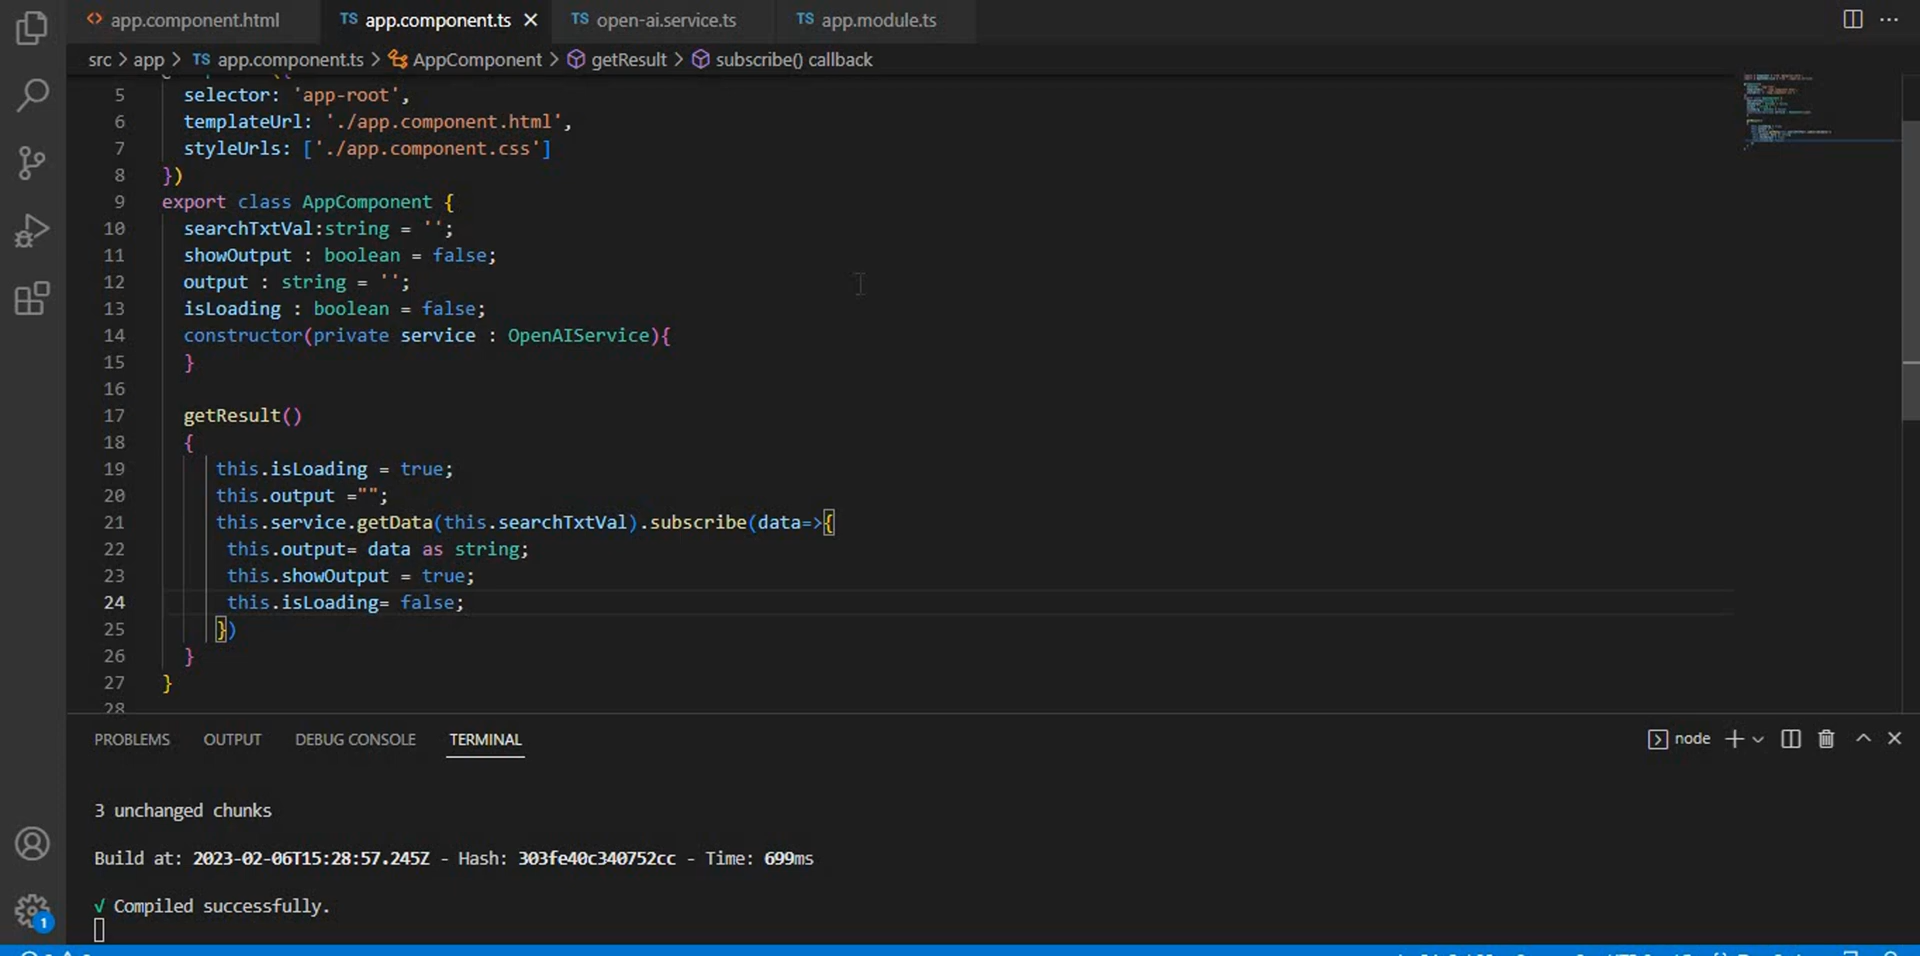 app.component.html TS app.component.ts TS open-ai.service.ts TS app.module.ts
src > app > TS app.component.ts > AppComponent > getResult > subscribe() callback
5 selector: 'app-root',
6 templateUrl: './app.component.html',
7 styleUrls: ['./app.component.css']
8 })
9 export class AppComponent {
10 searchTxtVal:string = '';
11 showOutput : boolean = false;
12 output : string = '';
13 isLoading : boolean = false;
14 constructor(private service : OpenAIService){
15 }
16
17 getResult()
18 {
19 this.isLoading = true;
20 this.output ="";
21 this.service.getData(this.searchTxtVal).subscribe(data=>{
22 this.output= data as string;
23 this.showOutput = true;
24 this.isLoading= false;
25 })
26 }
27 }
28
PROBLEMS OUTPUT DEBUG CONSOLE TERMINAL node
3 unchanged chunks
Build at: 2023-02-06T15:28:57.245Z - Hash: 303fe40c340752cc - Time: 699ms
√ Compiled successfully.
1